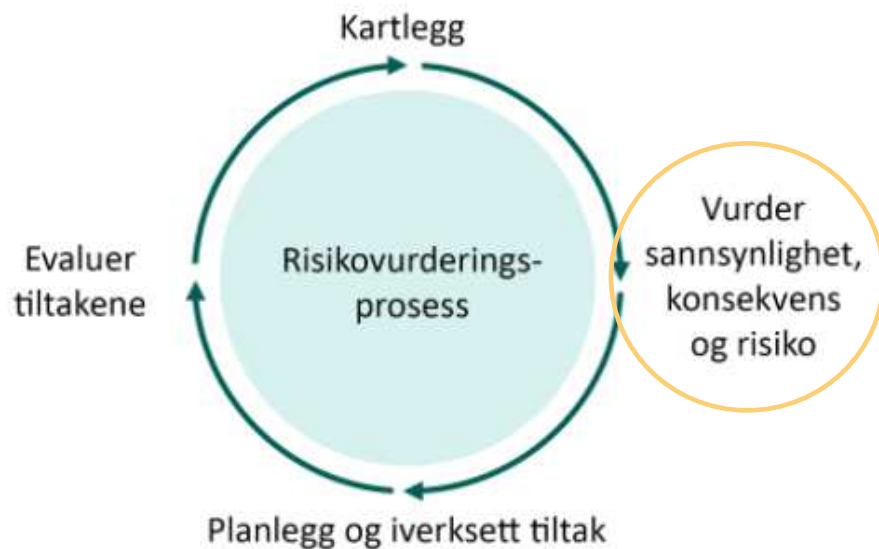 Kartlegg
Vurder
sannsynlighet,
konsekvens
og risiko
Risikovurderings-
prosess
Evaluer
tiltakene
Planlegg og iverksett tiltak